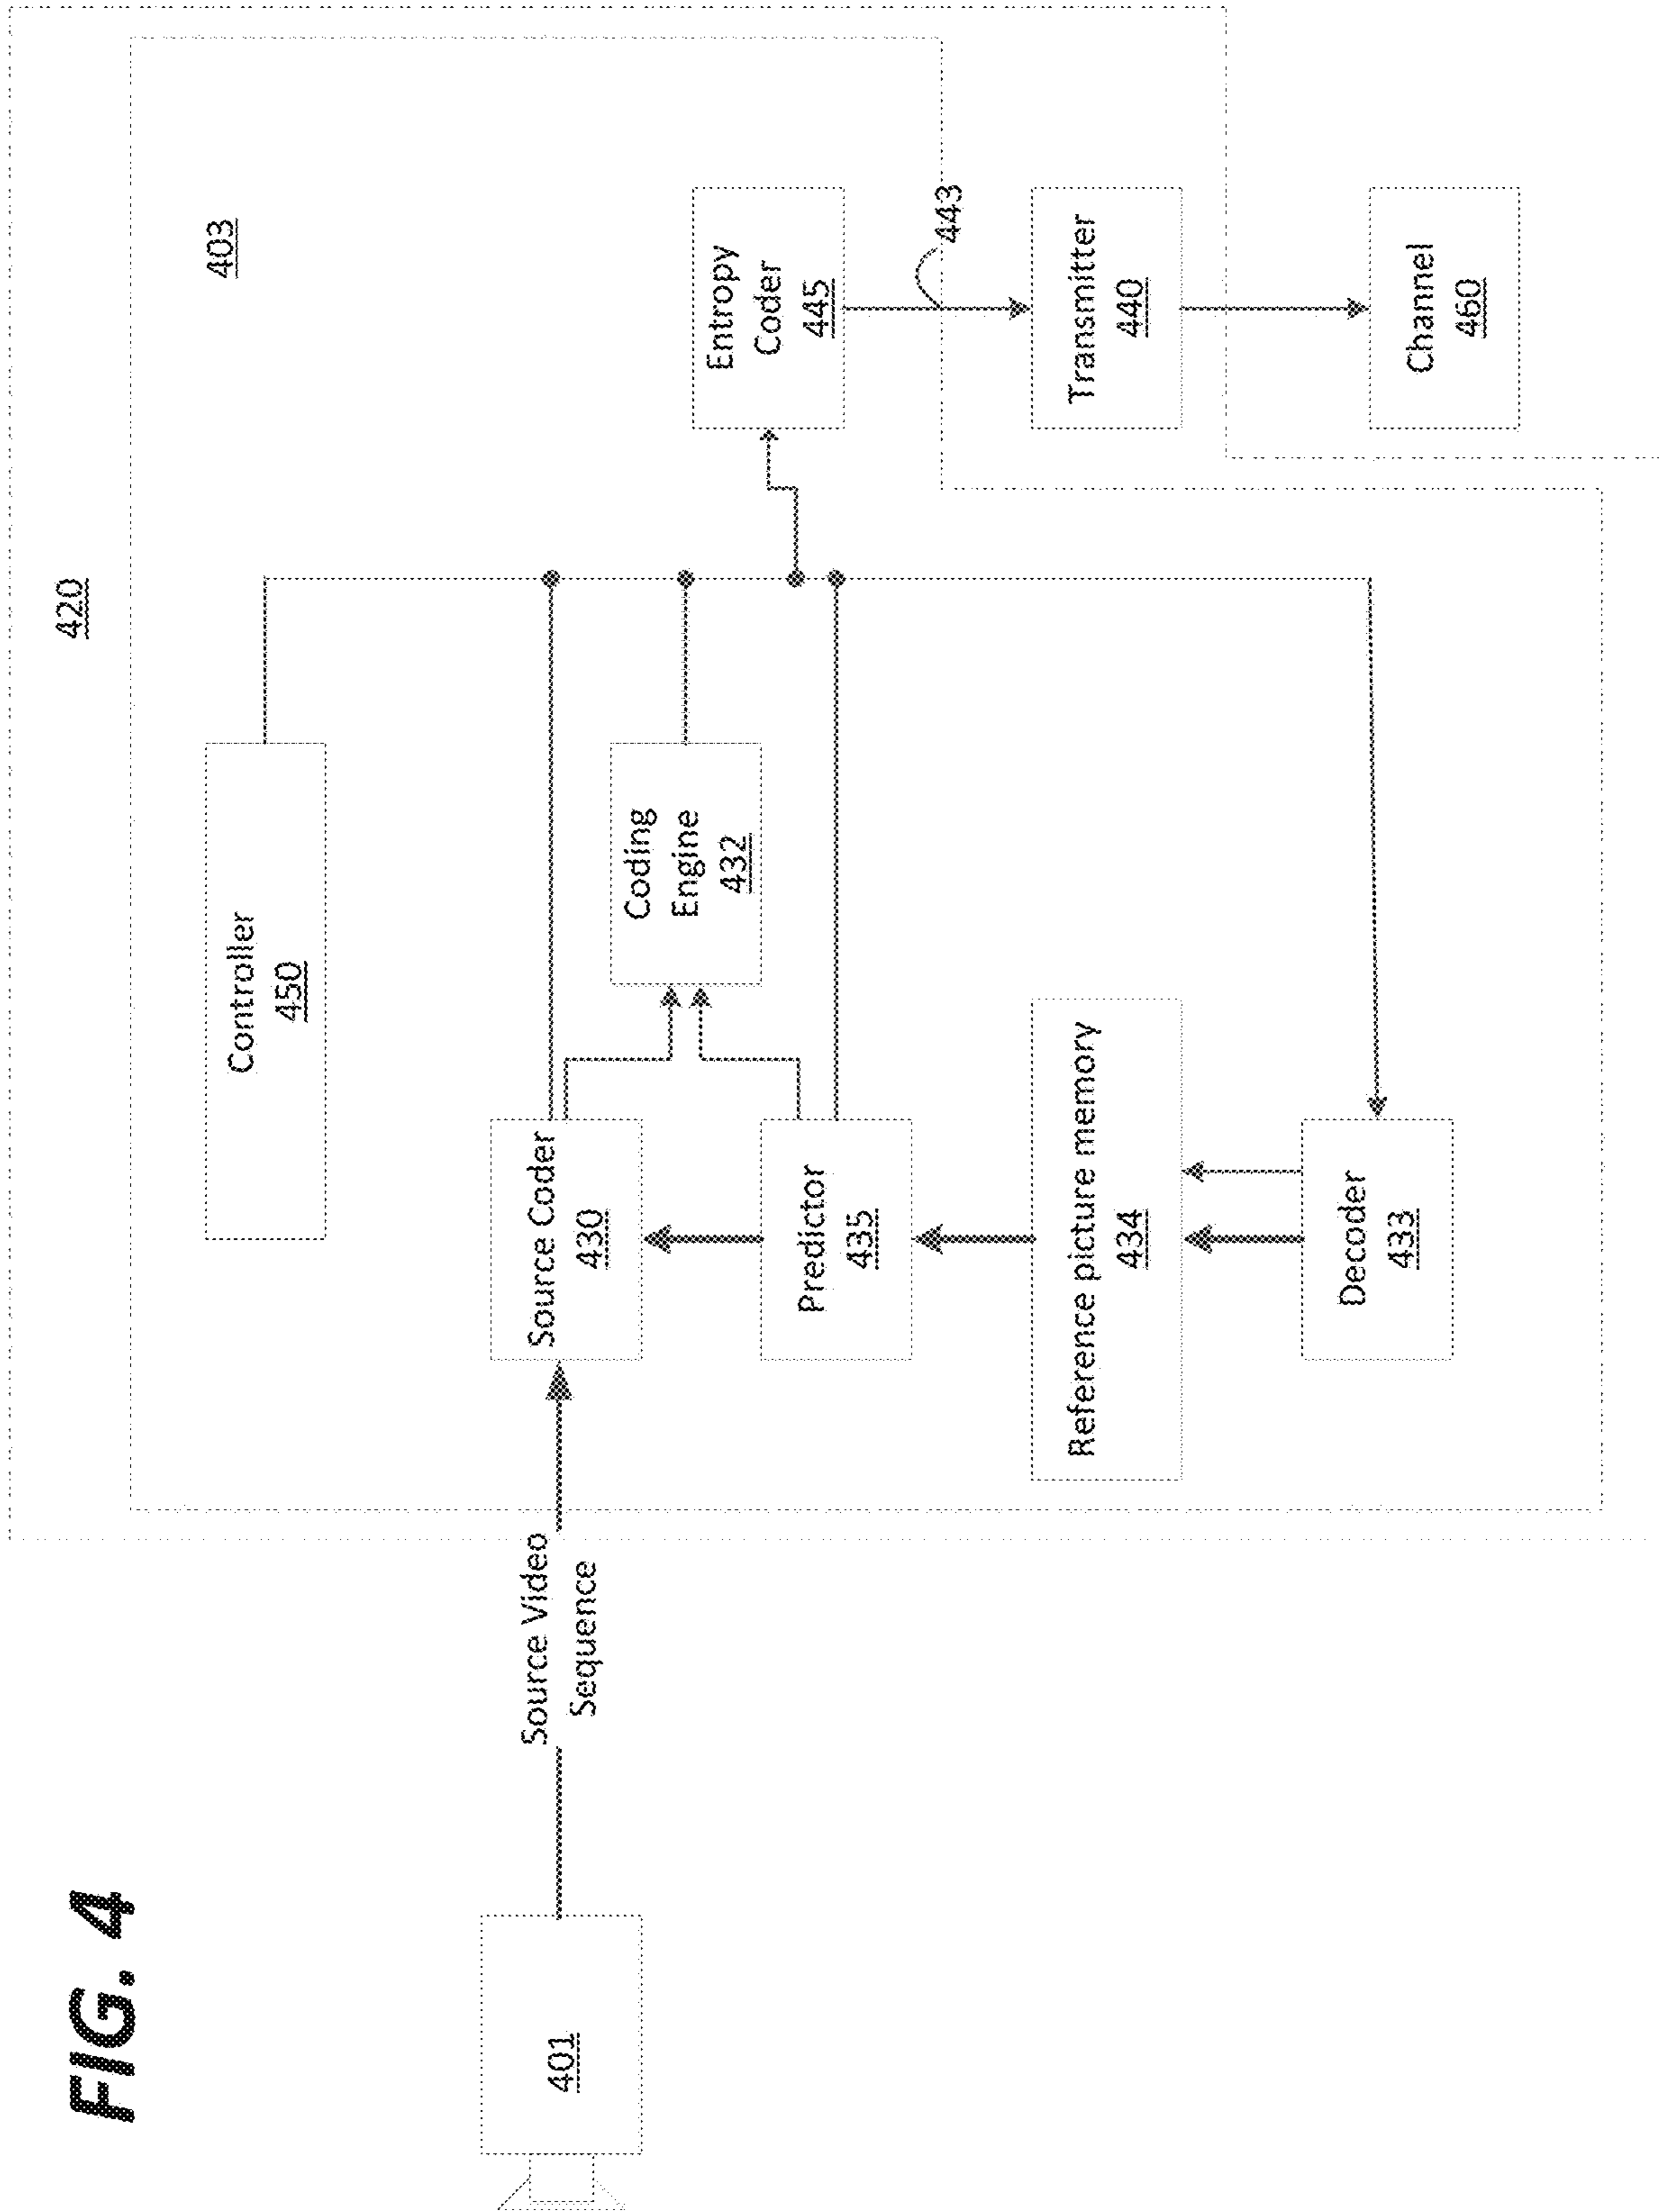 FIG. 4
420
403
401
Source Video
Sequence
Controller
450
Source Coder
430
Coding
Engine
432
Predictor
435
Reference picture memory
434
Decoder
433
Entropy
Coder
445
443
Transmitter
440
Channel
460